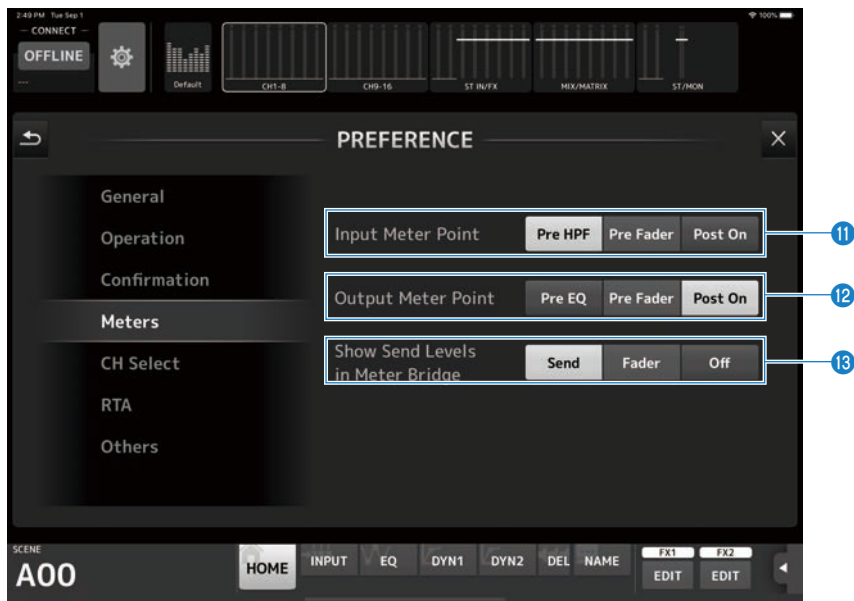 2:49 PM Tue Sep 1
100%
CONNECT
OFFLINE
---
Default
CH1-8
CH9-16
ST IN/FX
MIX/MATRIX
ST/MON
PREFERENCE
General
Operation
Confirmation
Meters
CH Select
RTA
Others
Input Meter Point
Pre HPF Pre Fader Post On
11
Output Meter Point
Pre EQ Pre Fader Post On
12
Show Send Levels
in Meter Bridge
Send Fader Off
13
SCENE
A00
HOME
INPUT
EQ
DYN1
DYN2
DEL
NAME
FX1
EDIT
FX2
EDIT